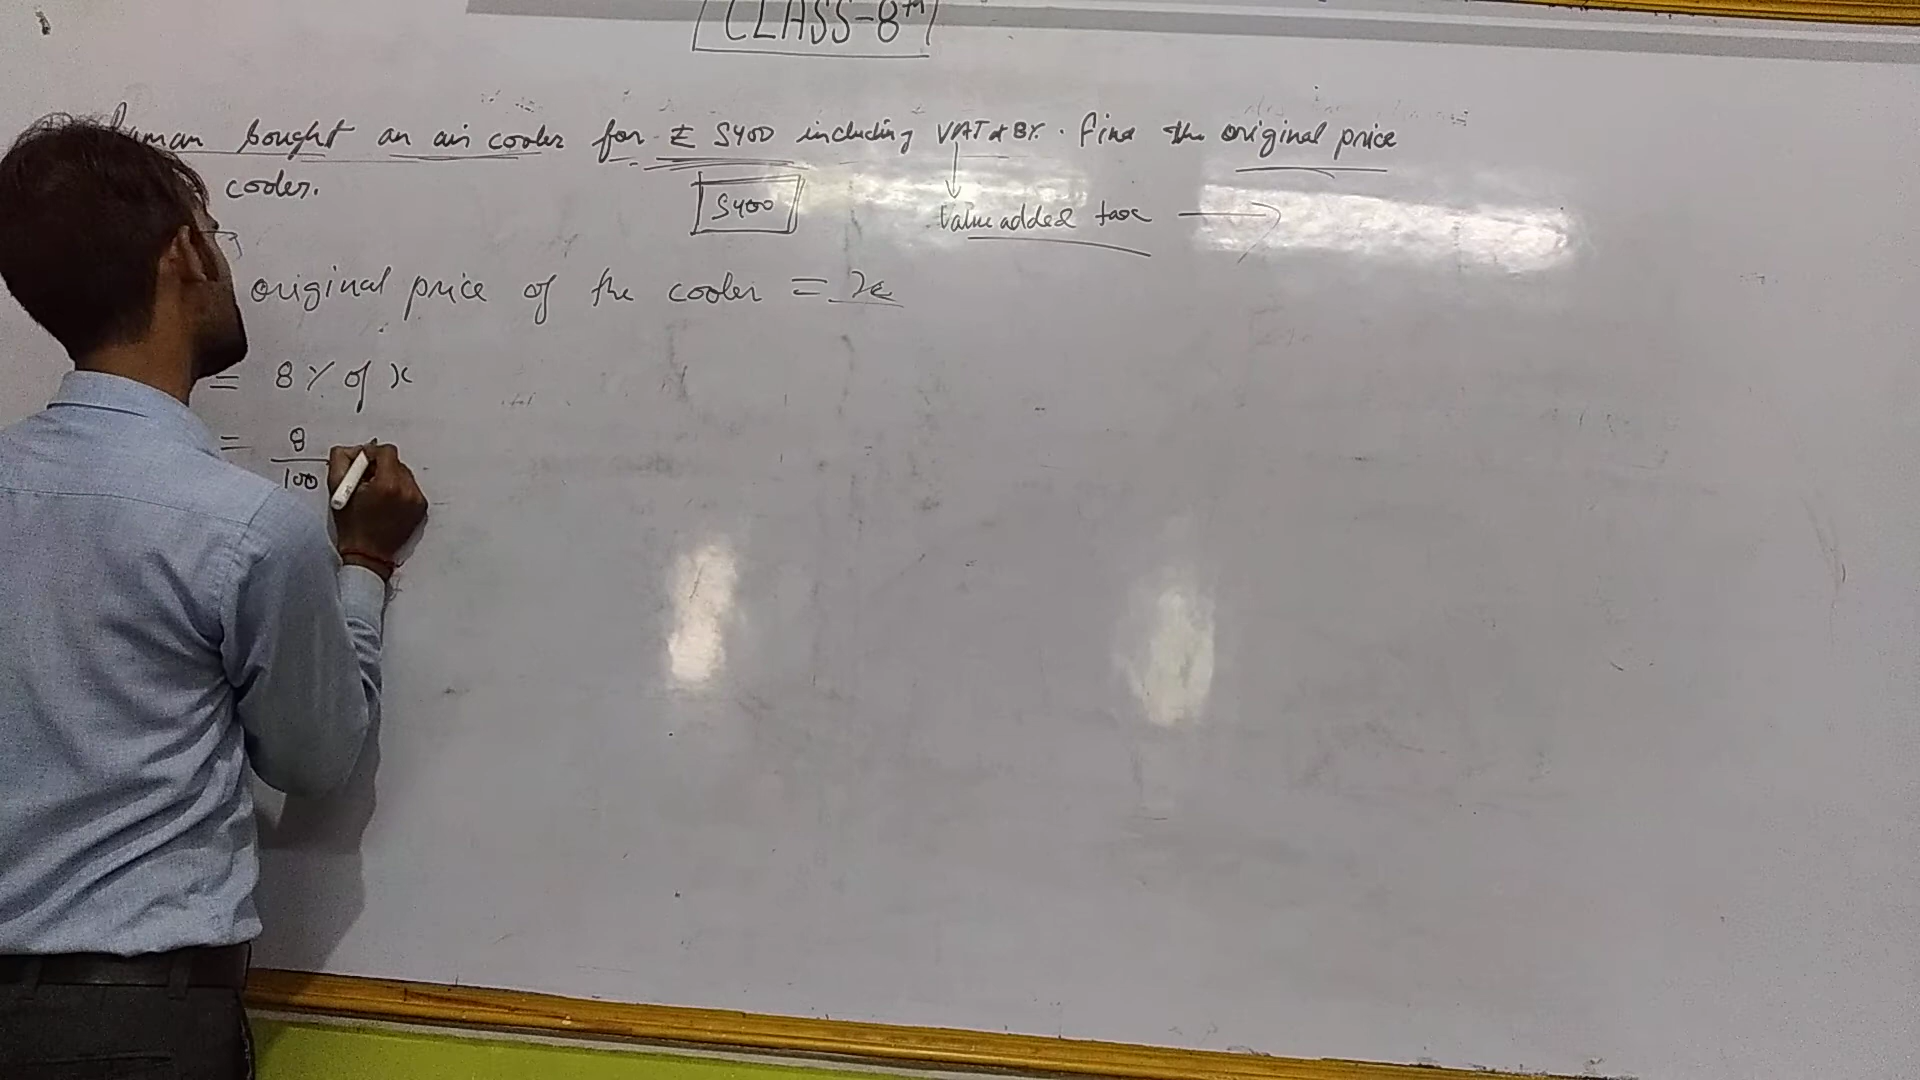 CLASS-8th
bought an air cooler for ₹ 5400 including VAT at 8%. Find the original price
cooler.
5400
Value added tax
original price of the cooler = x
= 8% of x
= 8/100